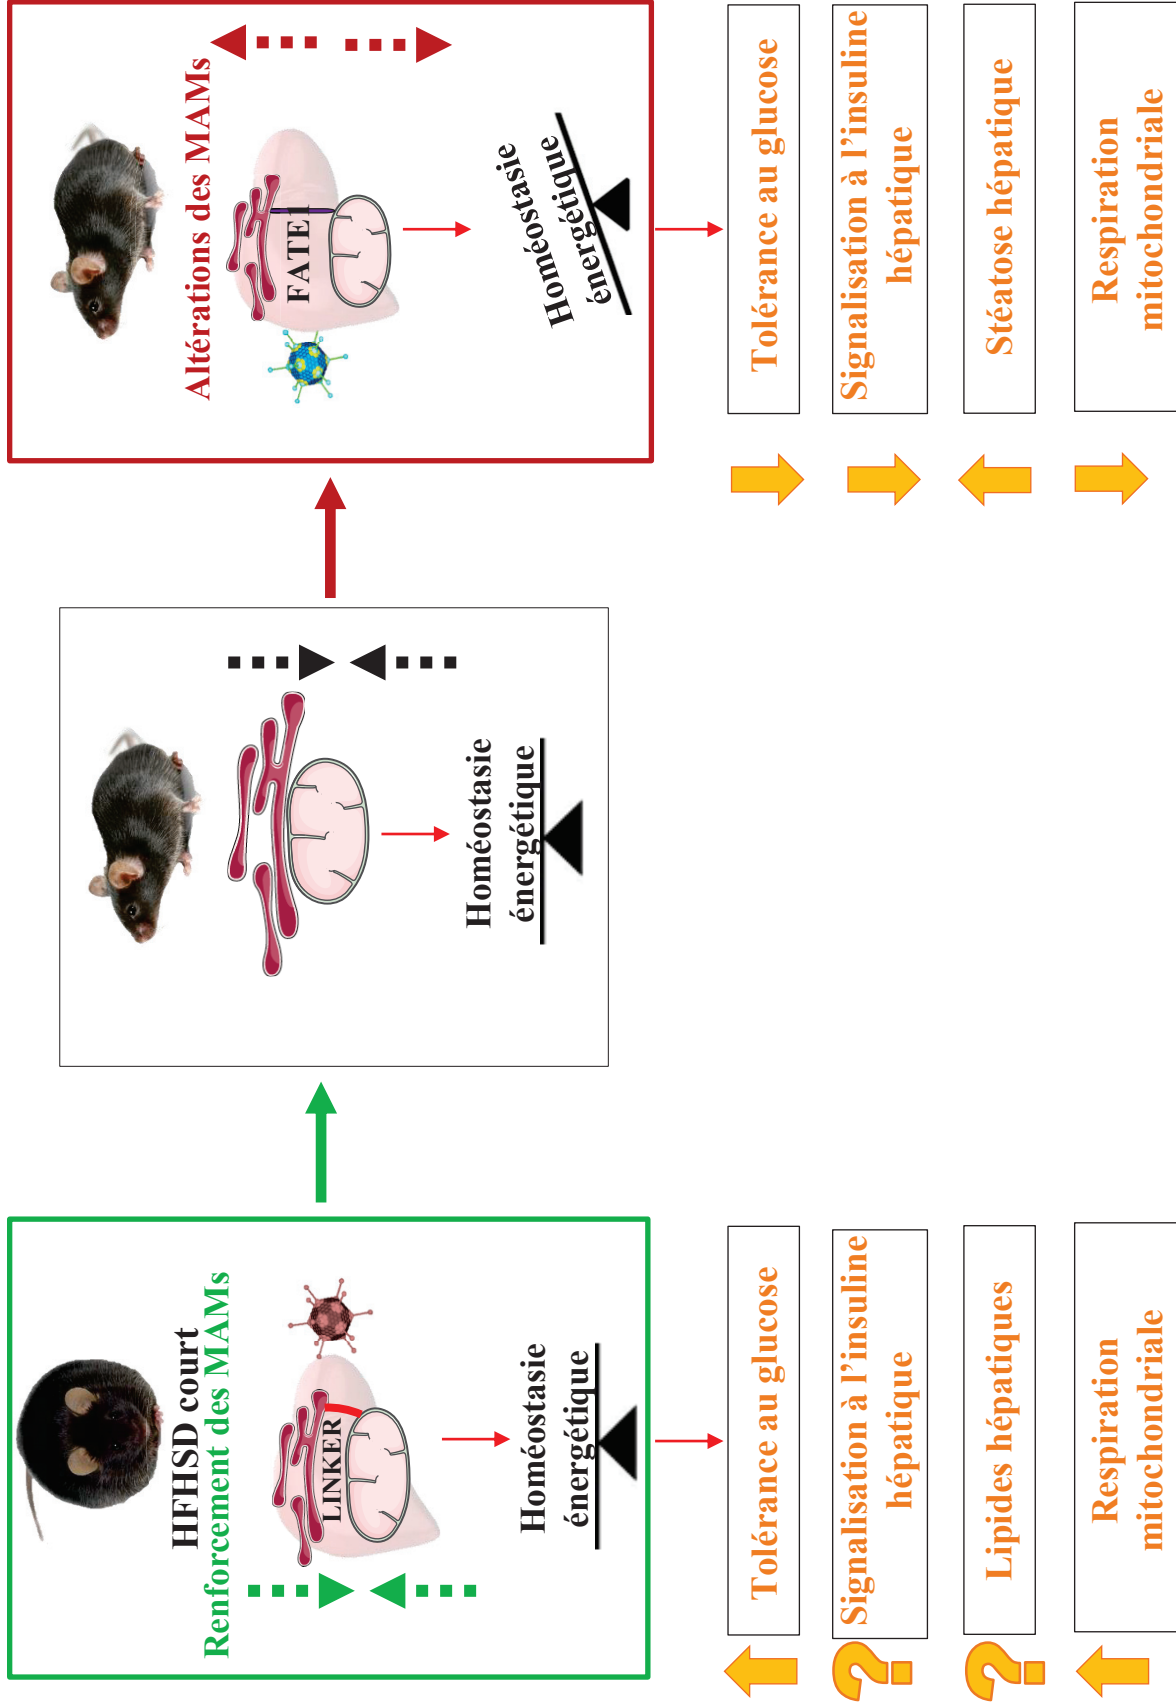 HFHSD court
Renforcement des MAMs
LINKER
Homéostasie
énergétique
Tolérance au glucose
Signalisation à l'insuline
hépatique
?
Lipides hépatiques
?
Respiration
mitochondriale
Homéostasie
énergétique
Altérations des MAMs
FATE1
Homéostasie
énergétique
Tolérance au glucose
Signalisation à l'insuline
hépatique
Stéatose hépatique
Respiration
mitochondriale